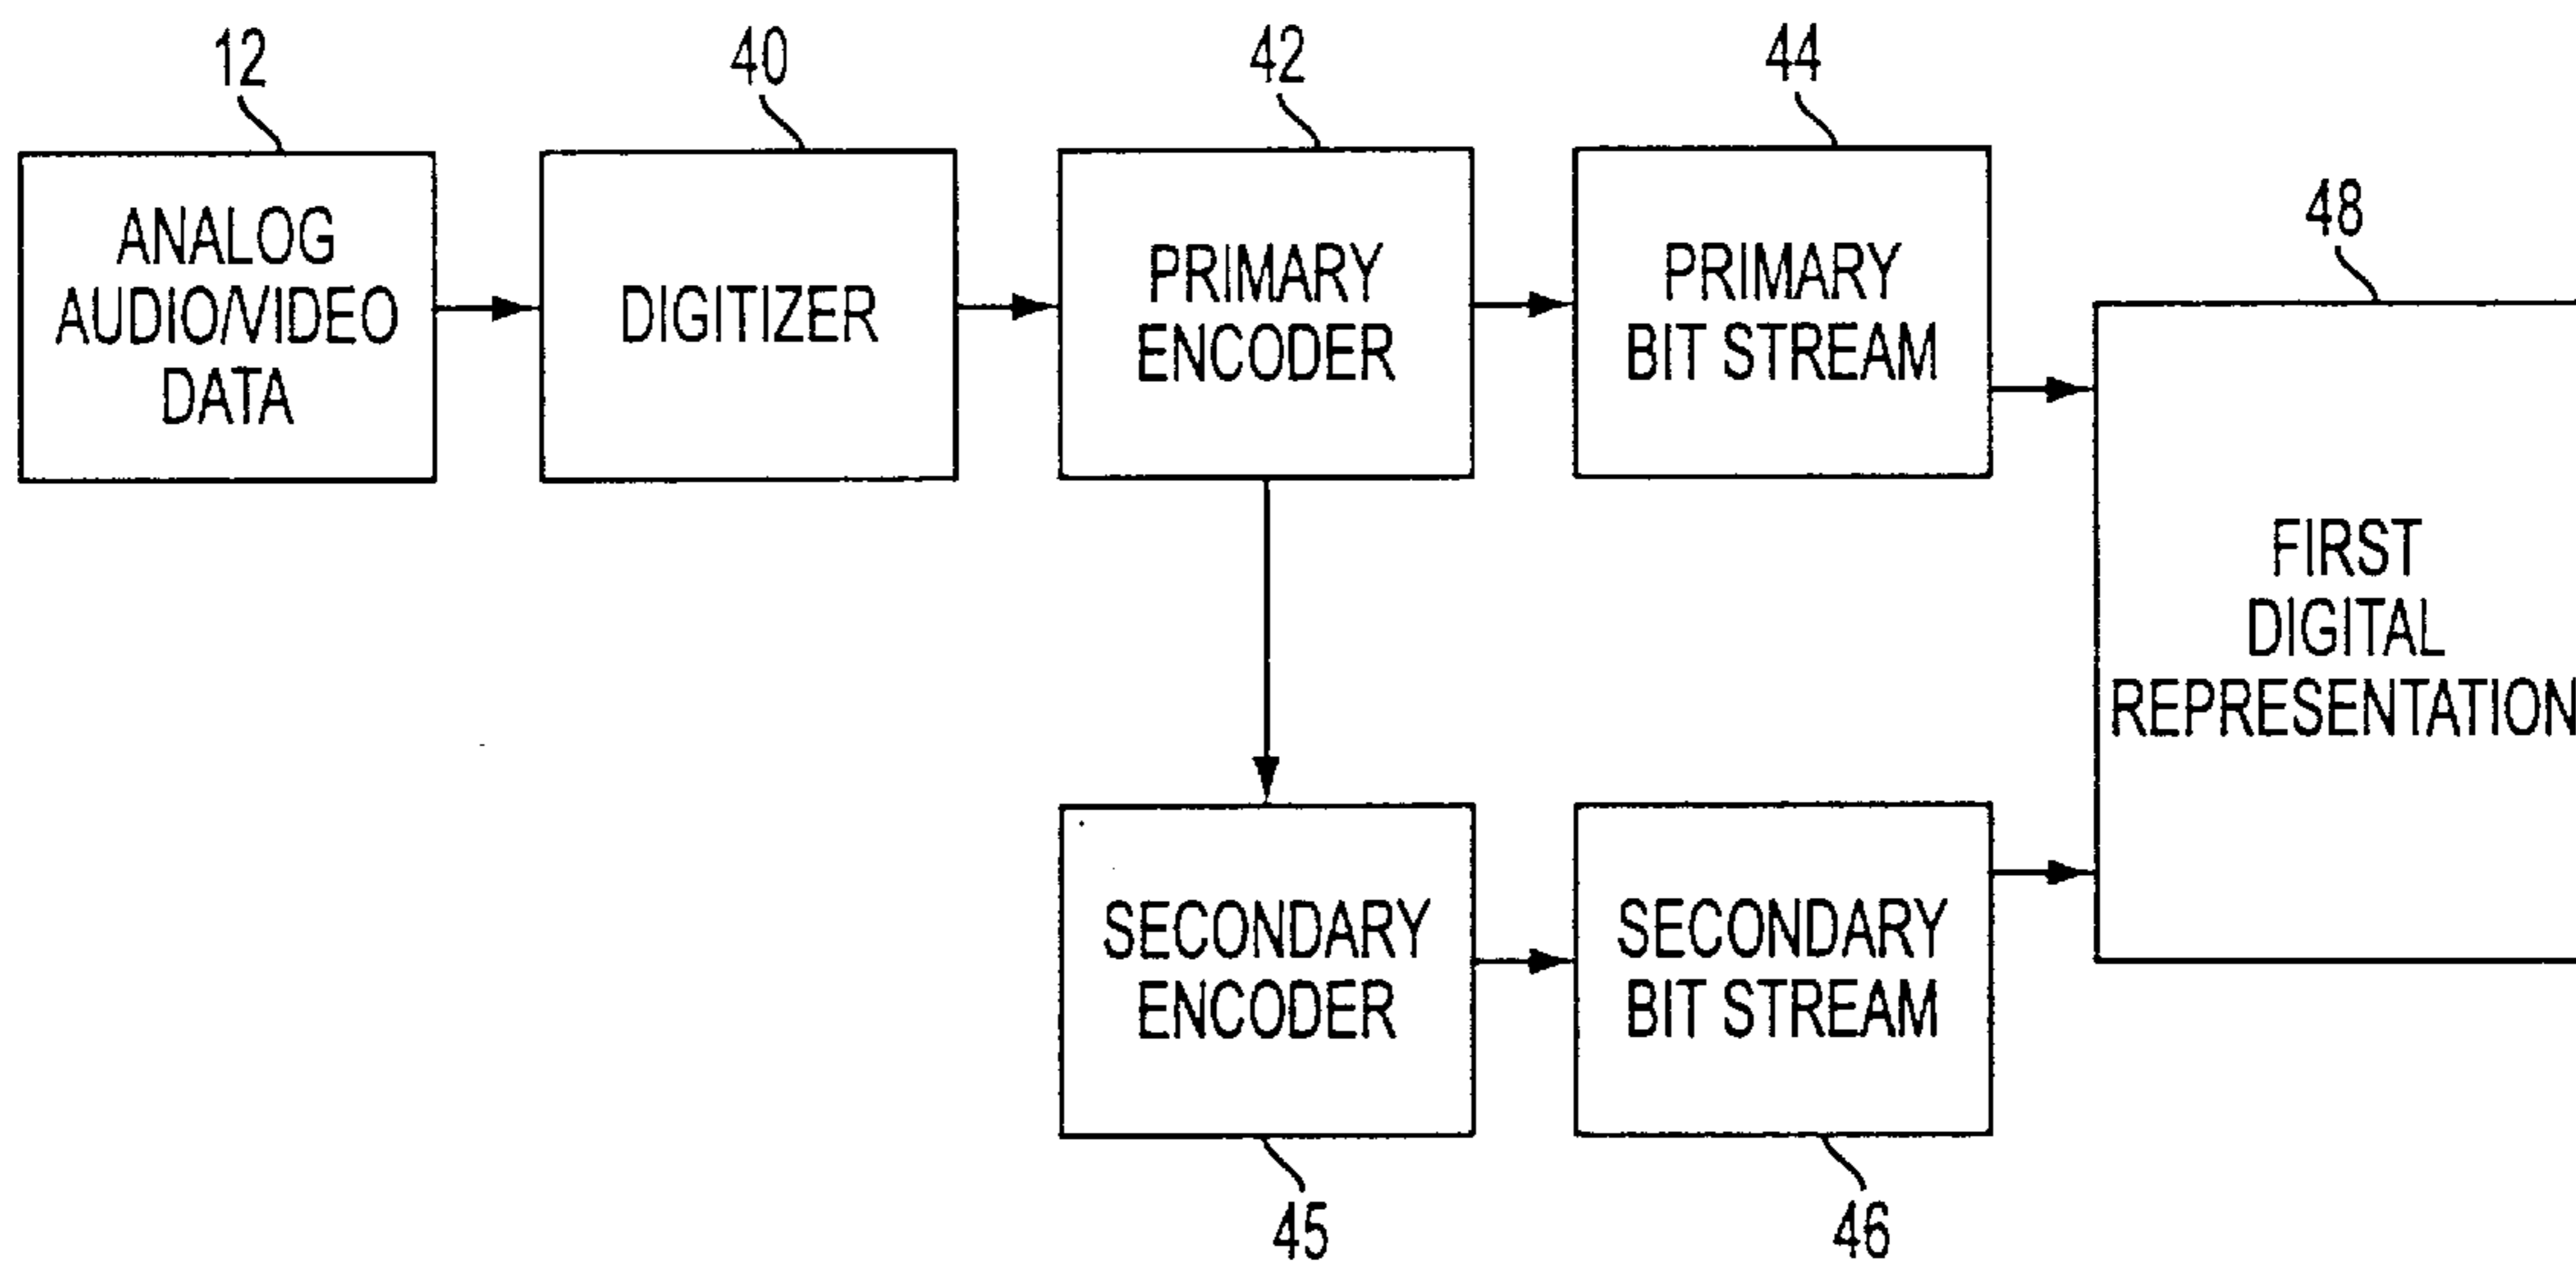 12
40
42
44
48
ANALOG
AUDIO/VIDEO
DATA
DIGITIZER
PRIMARY
ENCODER
PRIMARY
BIT STREAM
FIRST
DIGITAL
REPRESENTATION
SECONDARY
ENCODER
SECONDARY
BIT STREAM
45
46